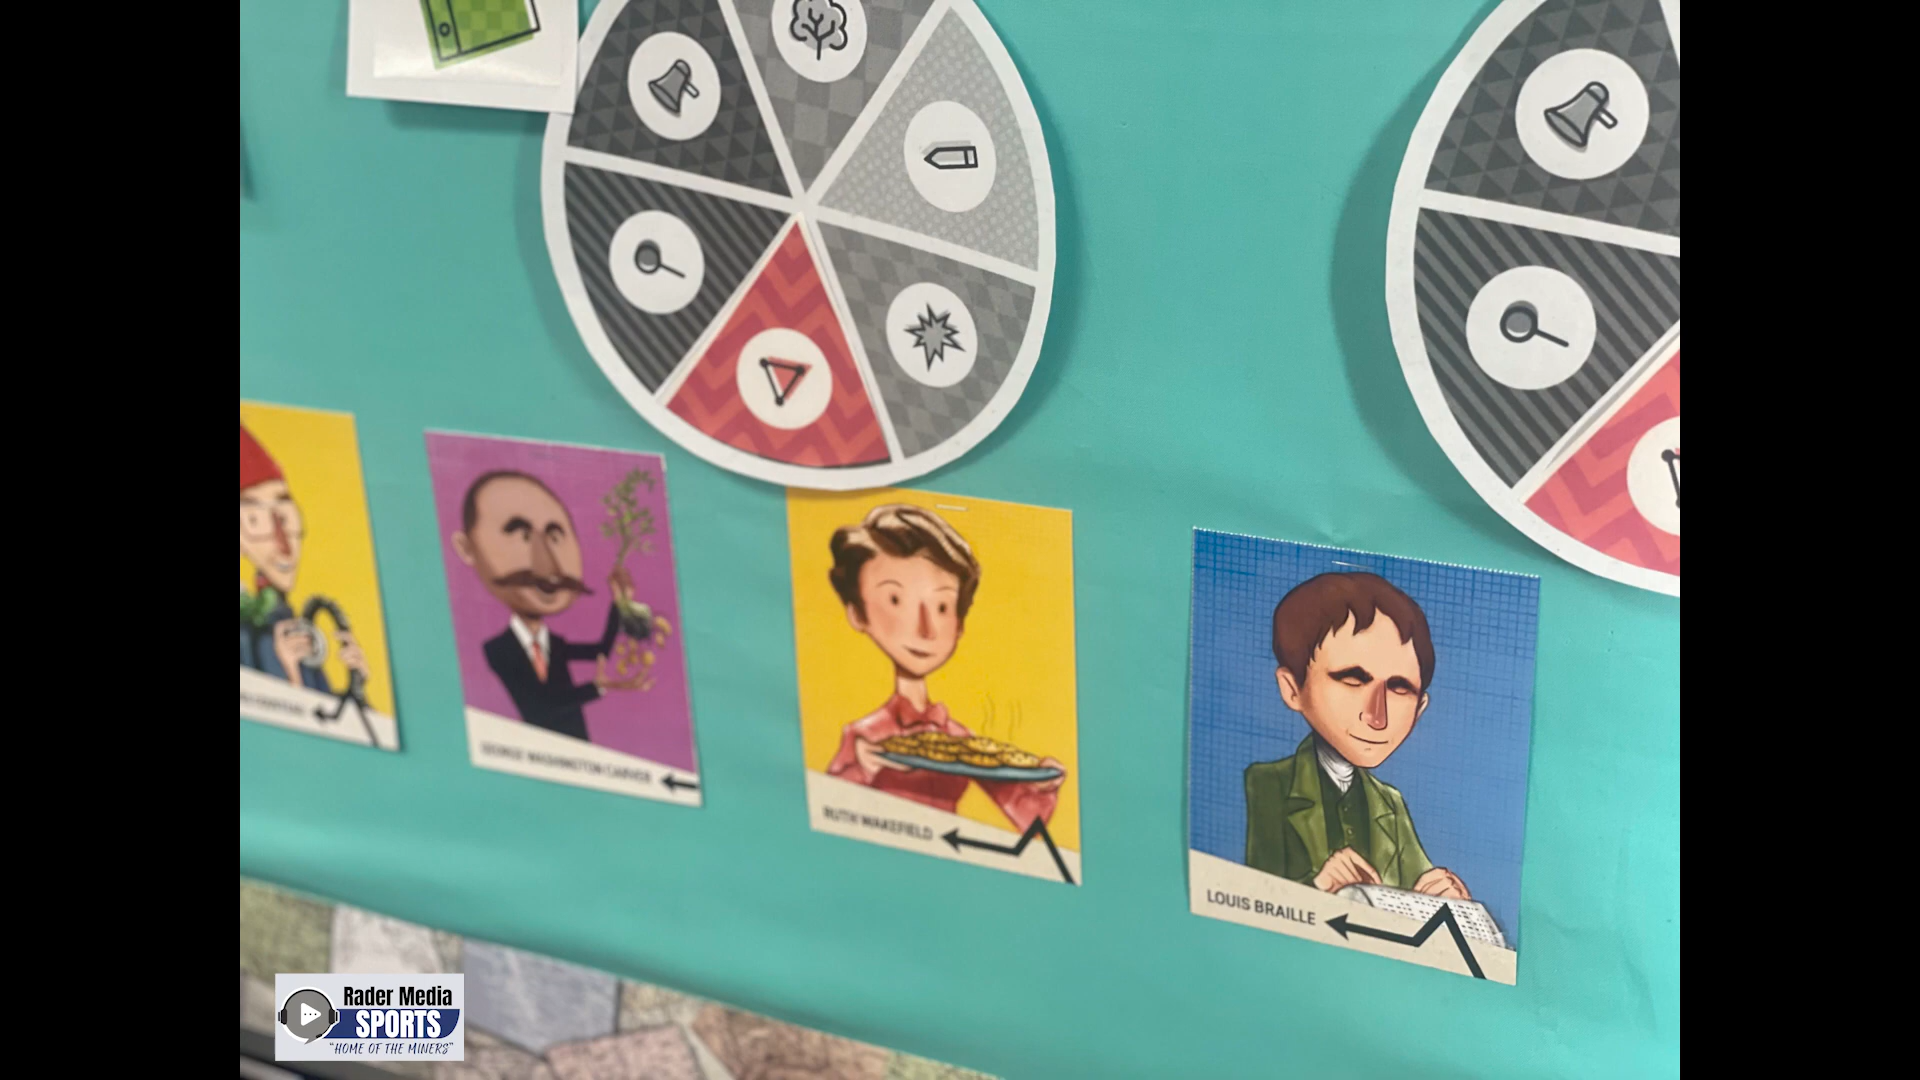 GEORGE WASHINGTON CARVER
RUTH WAKEFIELD
LOUIS BRAILLE
Rader Media
SPORTS
"HOME OF THE MINERS"